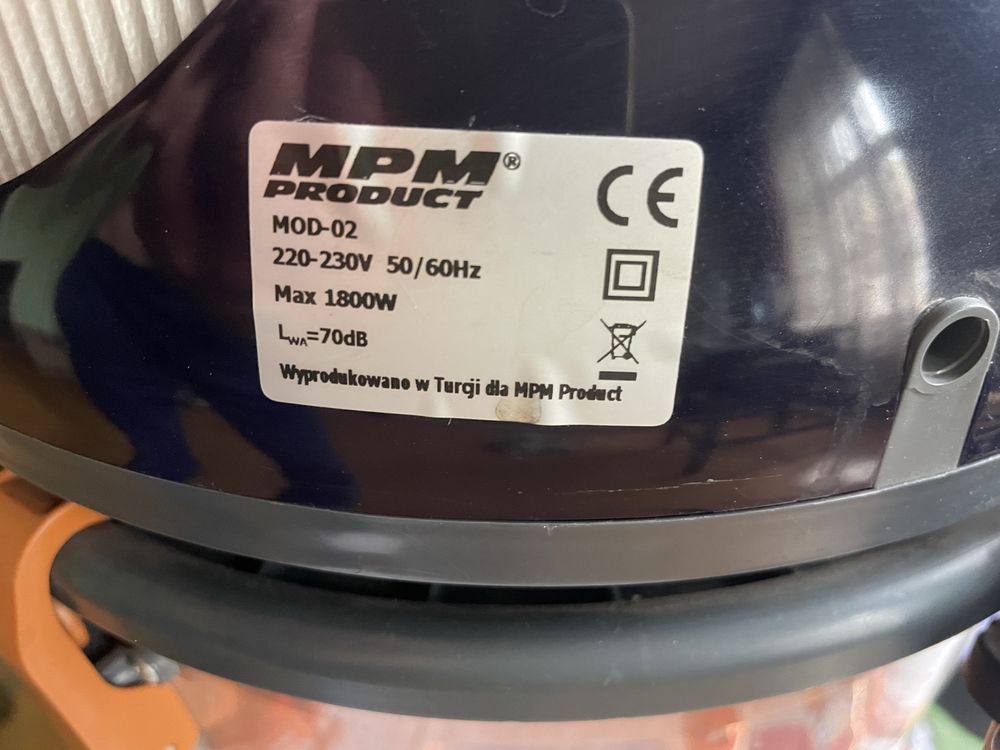 MPM®
PRODUCT
MOD-02
220-230V 50/60Hz
Max 1800W
LWA=70dB
Wyprodukowano w Turcji dla MPM Product
CE